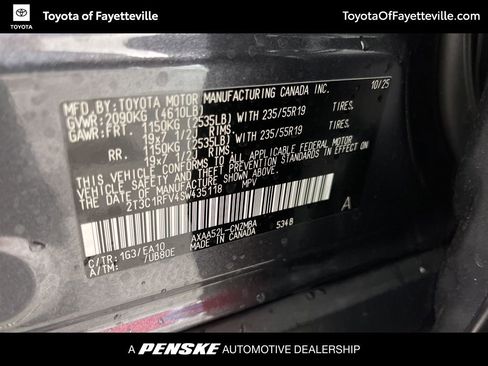 TOYOTA
Toyota of Fayetteville
ToyotaOfFayetteville.com
MFD.BY:TOYOTA MOTOR MANUFACTURING CANADA INC. 10/25
GVWR:2090KG (4610LB)
GAWR:FRT. 1150KG (2535LB) WITH 235/55R19 TIRES.
19x7 1/2J RIMS.
RR. 1150KG (2535LB) WITH 235/55R19 TIRES.
19x7 1/2J RIMS.
THIS VEHICLE CONFORMS TO ALL APPLICABLE FEDERAL MOTOR
VEHICLE SAFETY, BUMPER, AND THEFT PREVENTION STANDARDS IN EFFECT ON
THE DATE OF MANUFACTURE SHOWN ABOVE.
2T3C1RFV4SW435118 MPV
A
C/TR: 1G3/EA10 AXAA52L-CNZMBA 534B
A/TM: /UB80E MADE IN CANADA
A PENSKE AUTOMOTIVE DEALERSHIP